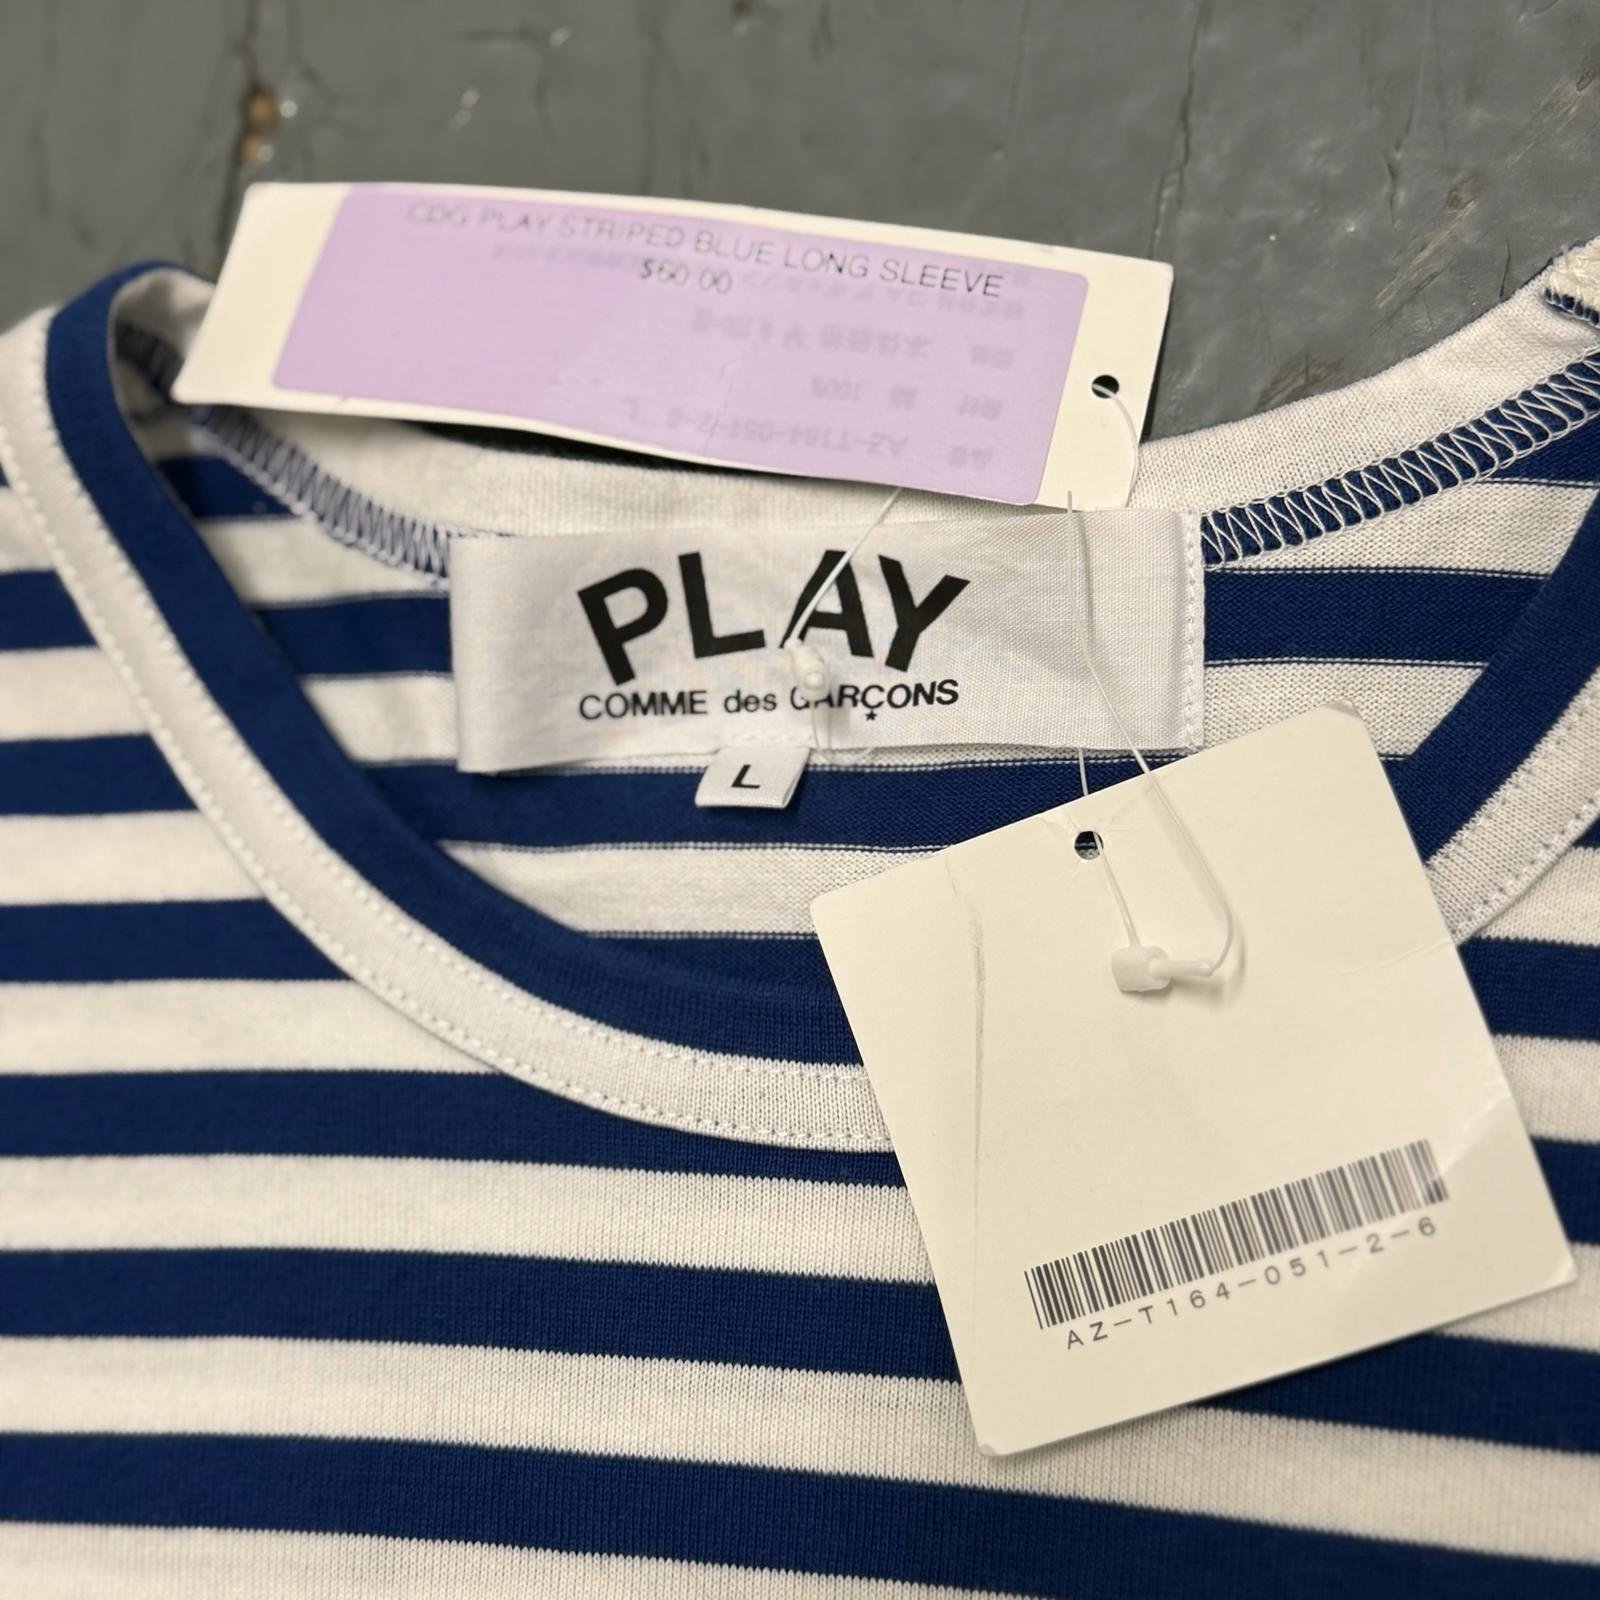 CDG PLAY STRIPED BLUE LONG SLEEVE
$60.00
PLAY
COMME des GARÇONS
L
AZ-T164-051-2-6